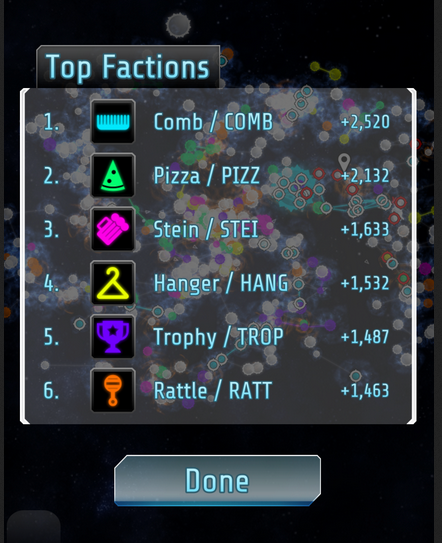 Top Factions
1. Comb / COMB +2,520
2. Pizza / PIZZ +2,132
3. Stein / STEI +1,633
4. Hanger / HANG +1,532
5. Trophy / TROP +1,487
6. Rattle / RATT +1,463
Done